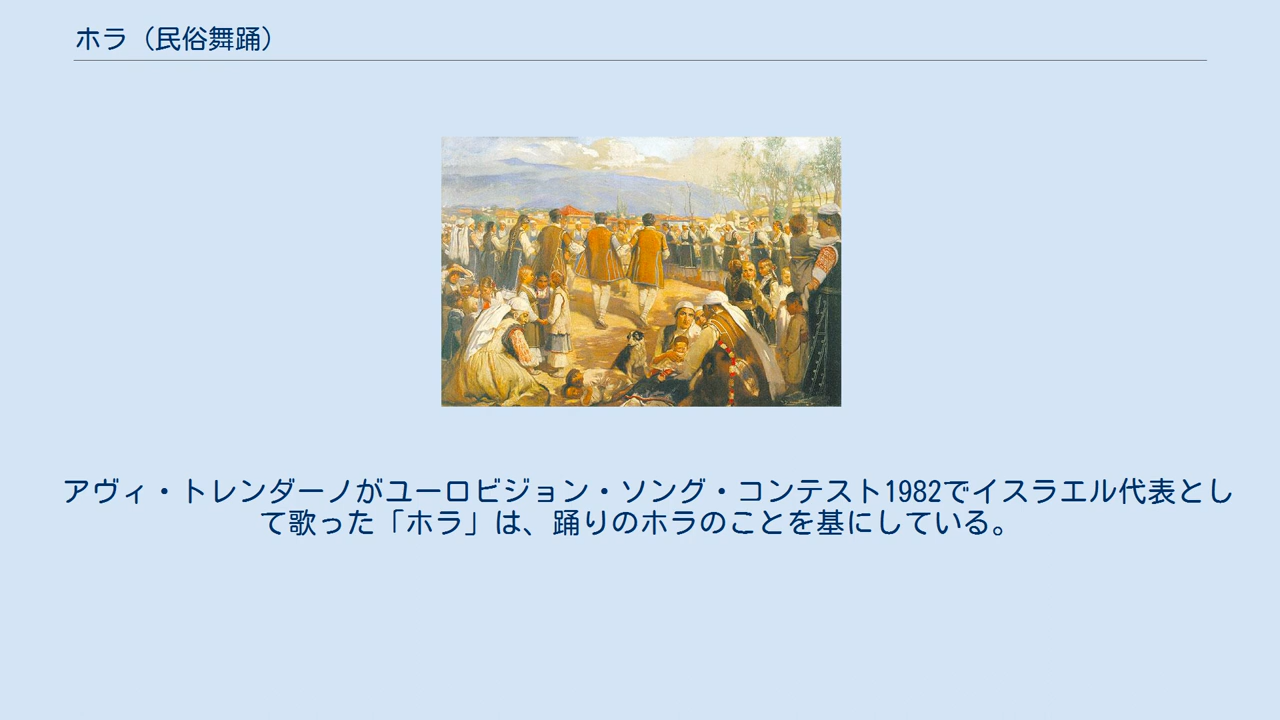 ホラ（民俗舞踊）
アヴィ・トレンダーノがユーロビジョン・ソング・コンテスト1982でイスラエル代表とし
て歌った「ホラ」は、踊りのホラのことを基にしている。